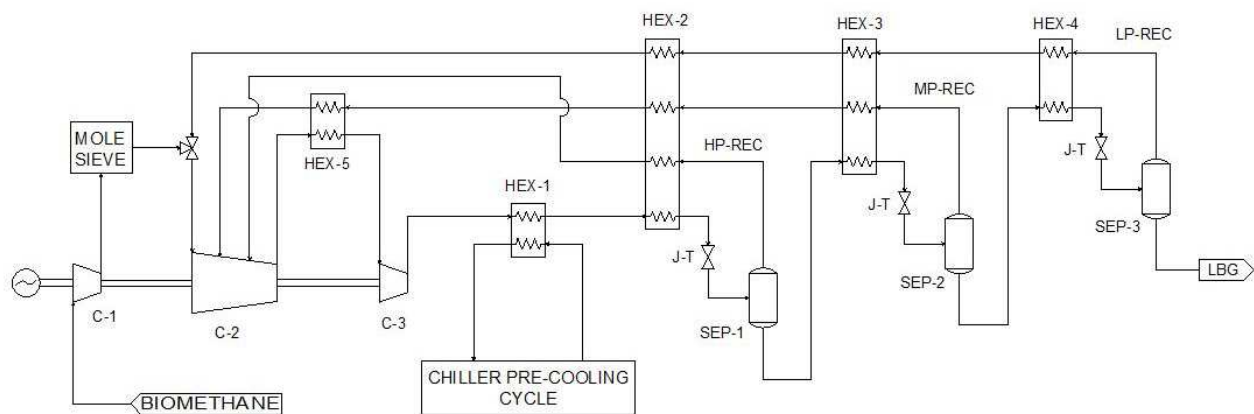 HEX-2
HEX-3
HEX-4
LP-REC
MP-REC
HP-REC
MOLE
SIEVE
HEX-5
HEX-1
J-T
J-T
J-T
SEP-3
SEP-2
SEP-1
LBG
C-1
C-2
C-3
CHILLER PRE-COOLING
CYCLE
BIOMETHANE